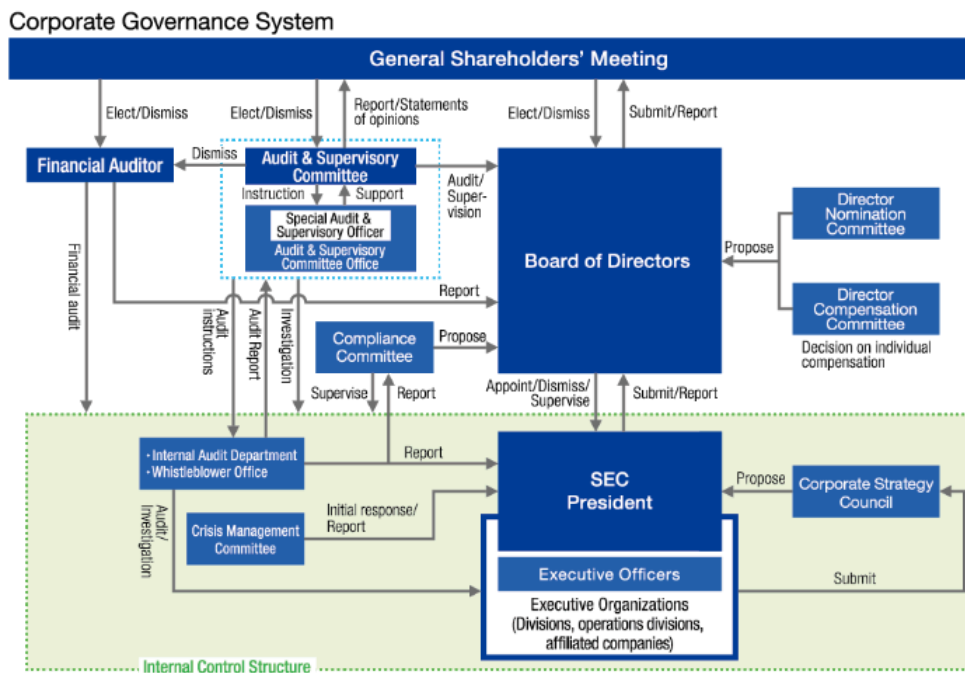 Corporate Governance System
General Shareholders' Meeting
Elect/Dismiss
Elect/Dismiss
Report/Statements
of opinions
Elect/Dismiss
Submit/Report
Financial Auditor
Dismiss
Audit & Supervisory
Committee
Instruction
Support
Special Audit &
Supervisory Officer
Audit & Supervisory
Committee Office
Audit/
Super-
vision
Board of Directors
Propose
Director
Nomination
Committee
Director
Compensation
Committee
Decision on individual
compensation
Financial audit
Report
Audit
instructions
Audit Report
Investigation
Compliance
Committee
Propose
Supervise
Report
Appoint/Dismiss/
Supervise
Submit/Report
・Internal Audit Department
・Whistleblower Office
Report
SEC
President
Propose
Corporate Strategy
Council
Audit/
Investigation
Crisis Management
Committee
Initial response/
Report
Executive Officers
Executive Organizations
(Divisions, operations divisions,
affiliated companies)
Submit
Internal Control Structure